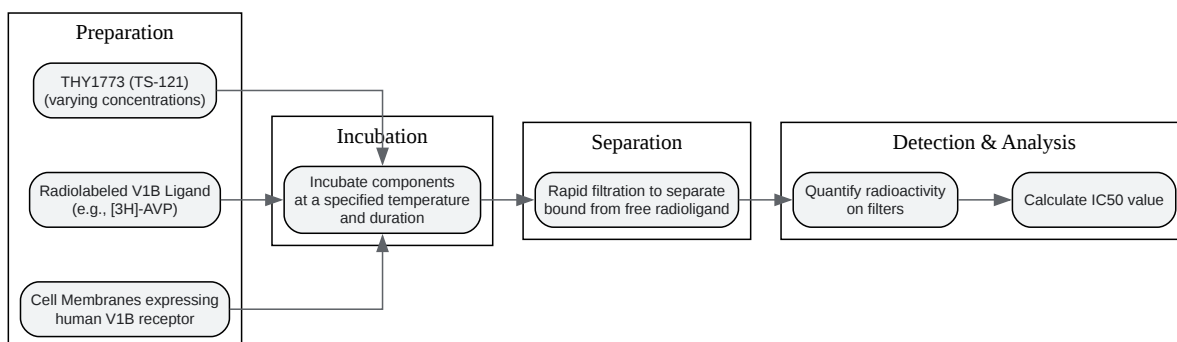 Preparation
THY1773 (TS-121)
(varying concentrations)
Radiolabeled V1B Ligand
(e.g., [3H]-AVP)
Cell Membranes expressing
human V1B receptor
Incubation
Incubate components
at a specified temperature
and duration
Separation
Rapid filtration to separate
bound from free radioligand
Detection & Analysis
Quantify radioactivity
on filters
Calculate IC50 value